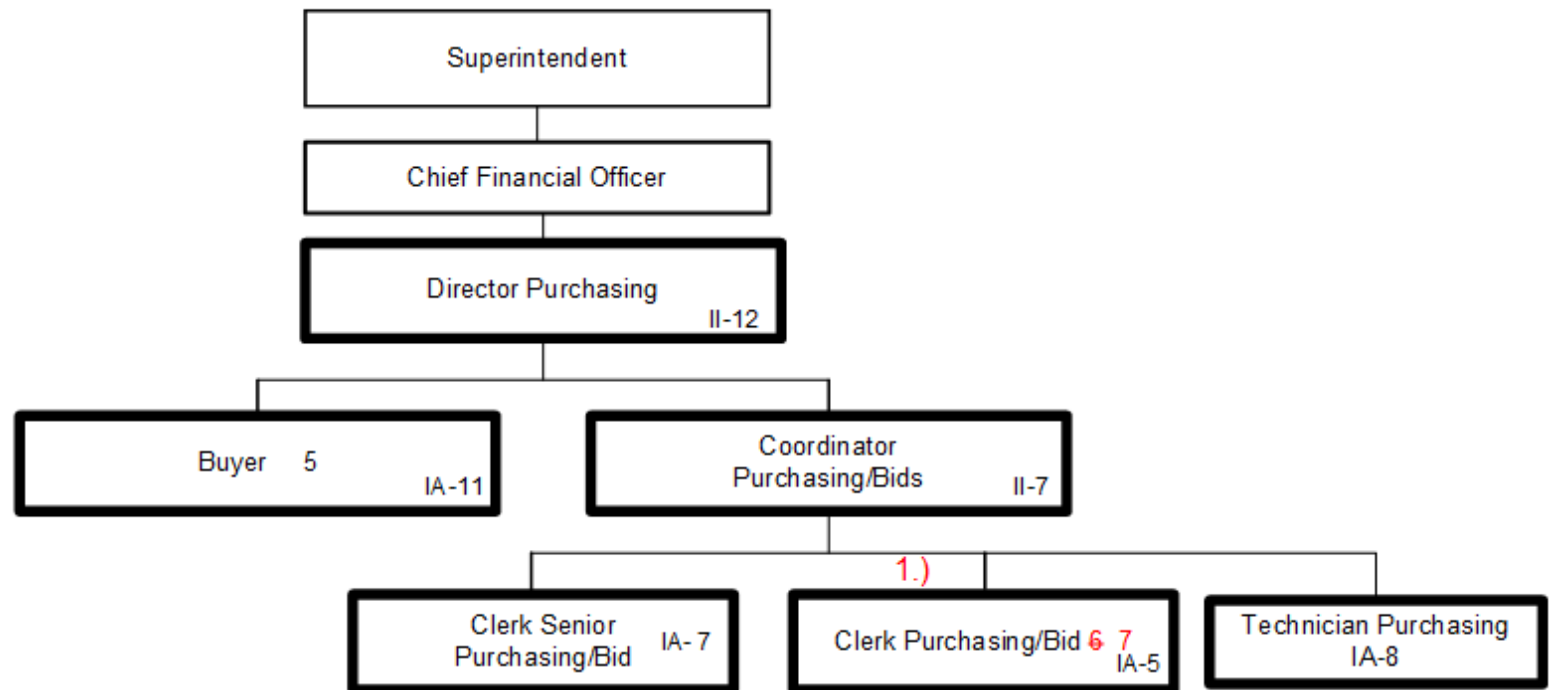 Superintendent
Chief Financial Officer
Director Purchasing
II-12
Buyer 5
IA-11
Coordinator
Purchasing/Bids
II-7
1.)
Clerk Senior
Purchasing/Bid
IA- 7
Clerk Purchasing/Bid 6 7
IA-5
Technician Purchasing
IA-8